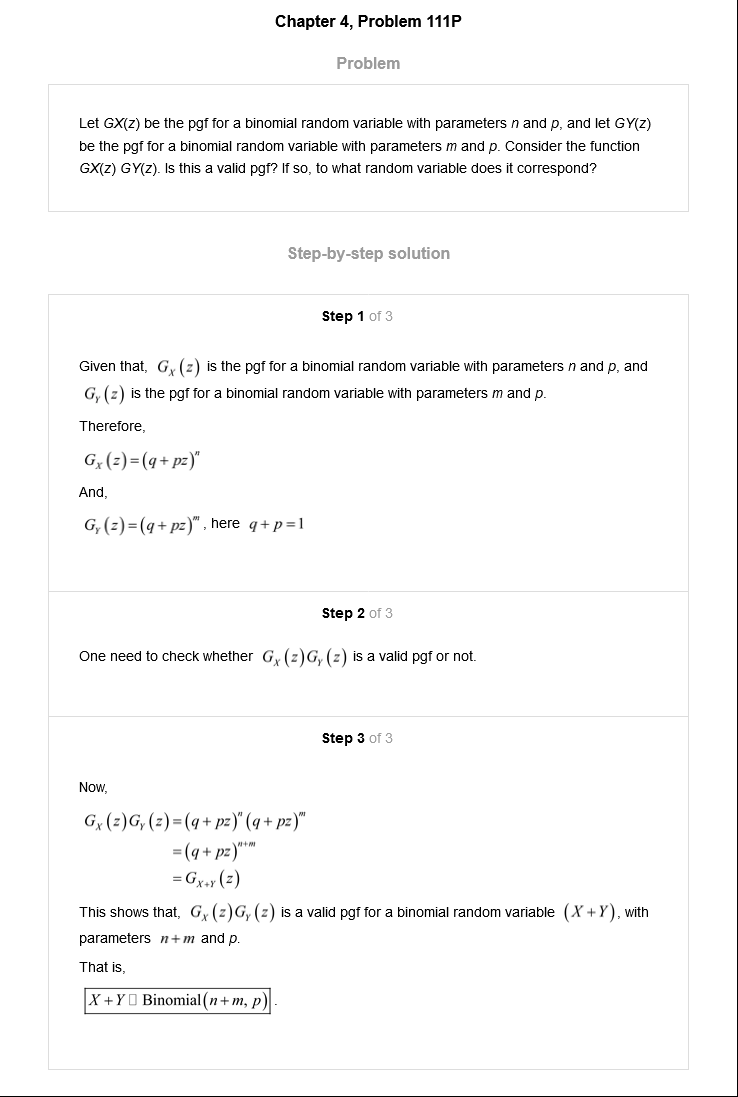 Chapter 4, Problem 111P
Problem
Let GX(z) be the pgf for a binomial random variable with parameters n and p, and let GY(z)
be the pgf for a binomial random variable with parameters m and p. Consider the function
GX(z) GY(z). Is this a valid pgf? If so, to what random variable does it correspond?
Step-by-step solution
Step 1 of 3
Given that, G_X(z) is the pgf for a binomial random variable with parameters n and p, and
G_Y(z) is the pgf for a binomial random variable with parameters m and p.
Therefore,
G_X(z)=(q+pz)^n
And,
G_Y(z)=(q+pz)^m, here q+p=1
Step 2 of 3
One need to check whether G_X(z)G_Y(z) is a valid pgf or not.
Step 3 of 3
Now,
G_X(z)G_Y(z)=(q+pz)^n(q+pz)^m
=(q+pz)^{n+m}
=G_{X+Y}(z)
This shows that, G_X(z)G_Y(z) is a valid pgf for a binomial random variable (X+Y), with
parameters n+m and p.
That is,
X+Y □ Binomial(n+m, p).